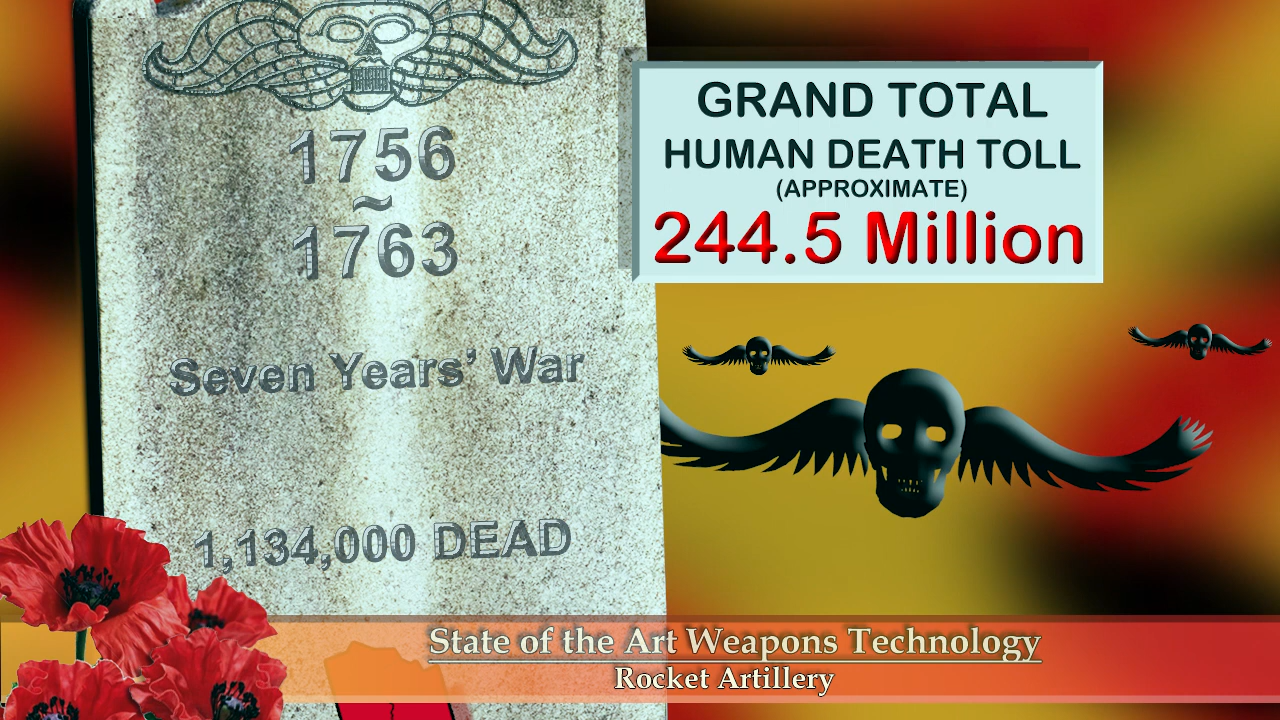 1756
~
1763
Seven Years’ War
1,134,000 DEAD
GRAND TOTAL
HUMAN DEATH TOLL
(APPROXIMATE)
244.5 Million
State of the Art Weapons Technology
Rocket Artillery